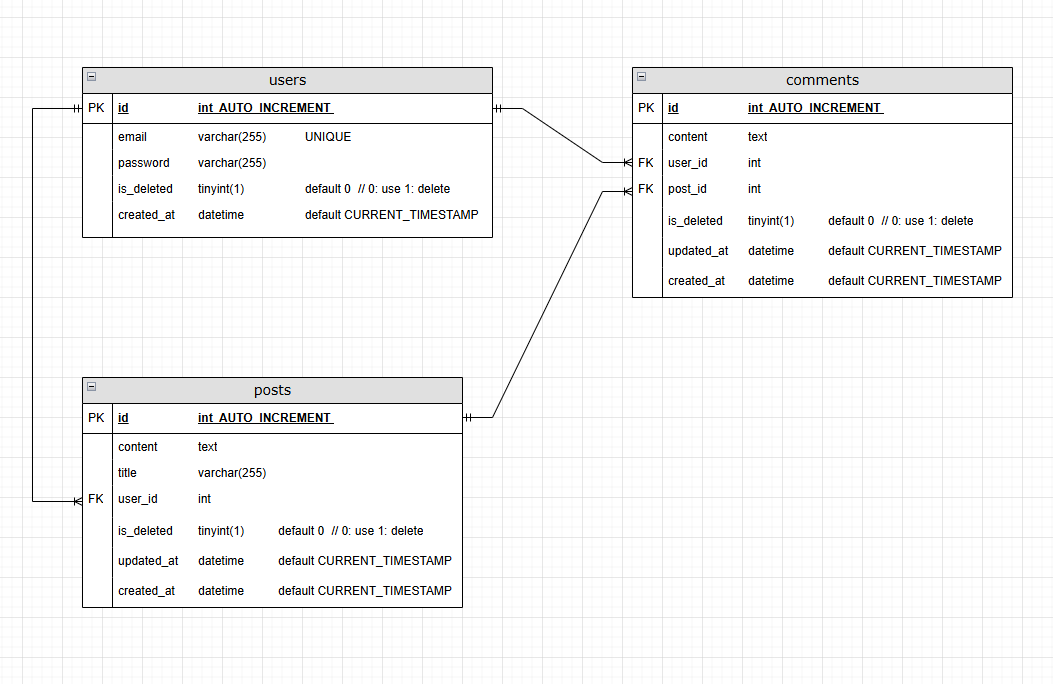 users
PK id int AUTO_INCREMENT
email varchar(255) UNIQUE
password varchar(255)
is_deleted tinyint(1) default 0 // 0: use 1: delete
created_at datetime default CURRENT_TIMESTAMP
comments
PK id int AUTO_INCREMENT
content text
FK user_id int
FK post_id int
is_deleted tinyint(1) default 0 // 0: use 1: delete
updated_at datetime default CURRENT_TIMESTAMP
created_at datetime default CURRENT_TIMESTAMP
posts
PK id int AUTO_INCREMENT
content text
title varchar(255)
FK user_id int
is_deleted tinyint(1) default 0 // 0: use 1: delete
updated_at datetime default CURRENT_TIMESTAMP
created_at datetime default CURRENT_TIMESTAMP